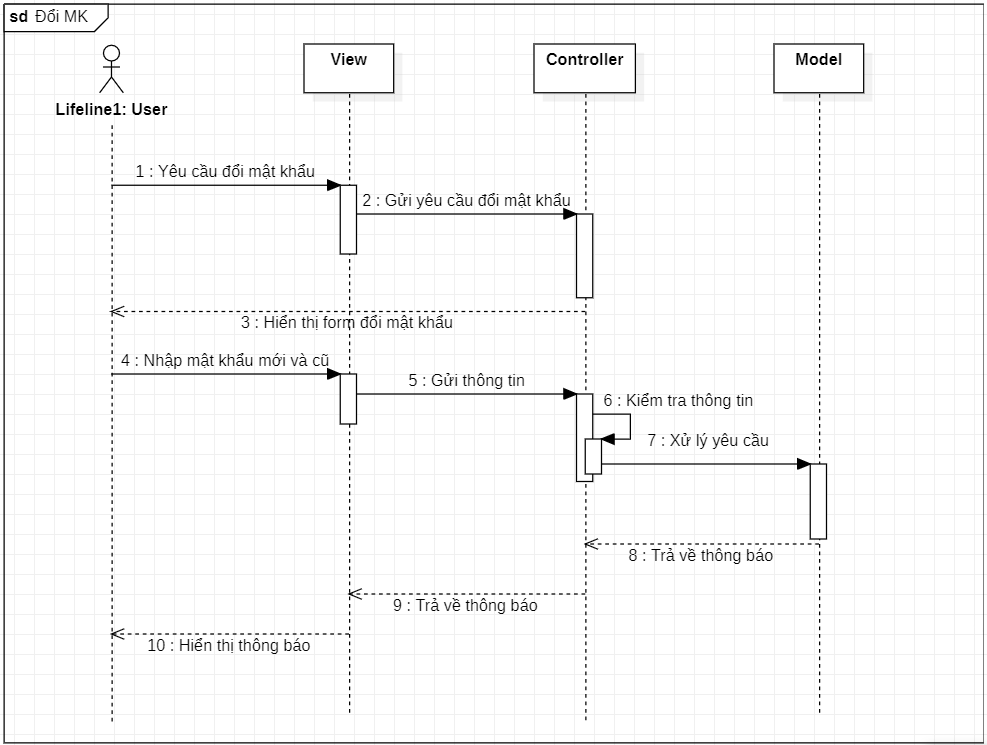 sd Đổi MK
View
Controller
Model
Lifeline1: User
1 : Yêu cầu đổi mật khẩu
2 : Gửi yêu cầu đổi mật khẩu
3 : Hiển thị form đổi mật khẩu
4 : Nhập mật khẩu mới và cũ
5 : Gửi thông tin
6 : Kiểm tra thông tin
7 : Xử lý yêu cầu
8 : Trả về thông báo
9 : Trả về thông báo
10 : Hiển thị thông báo